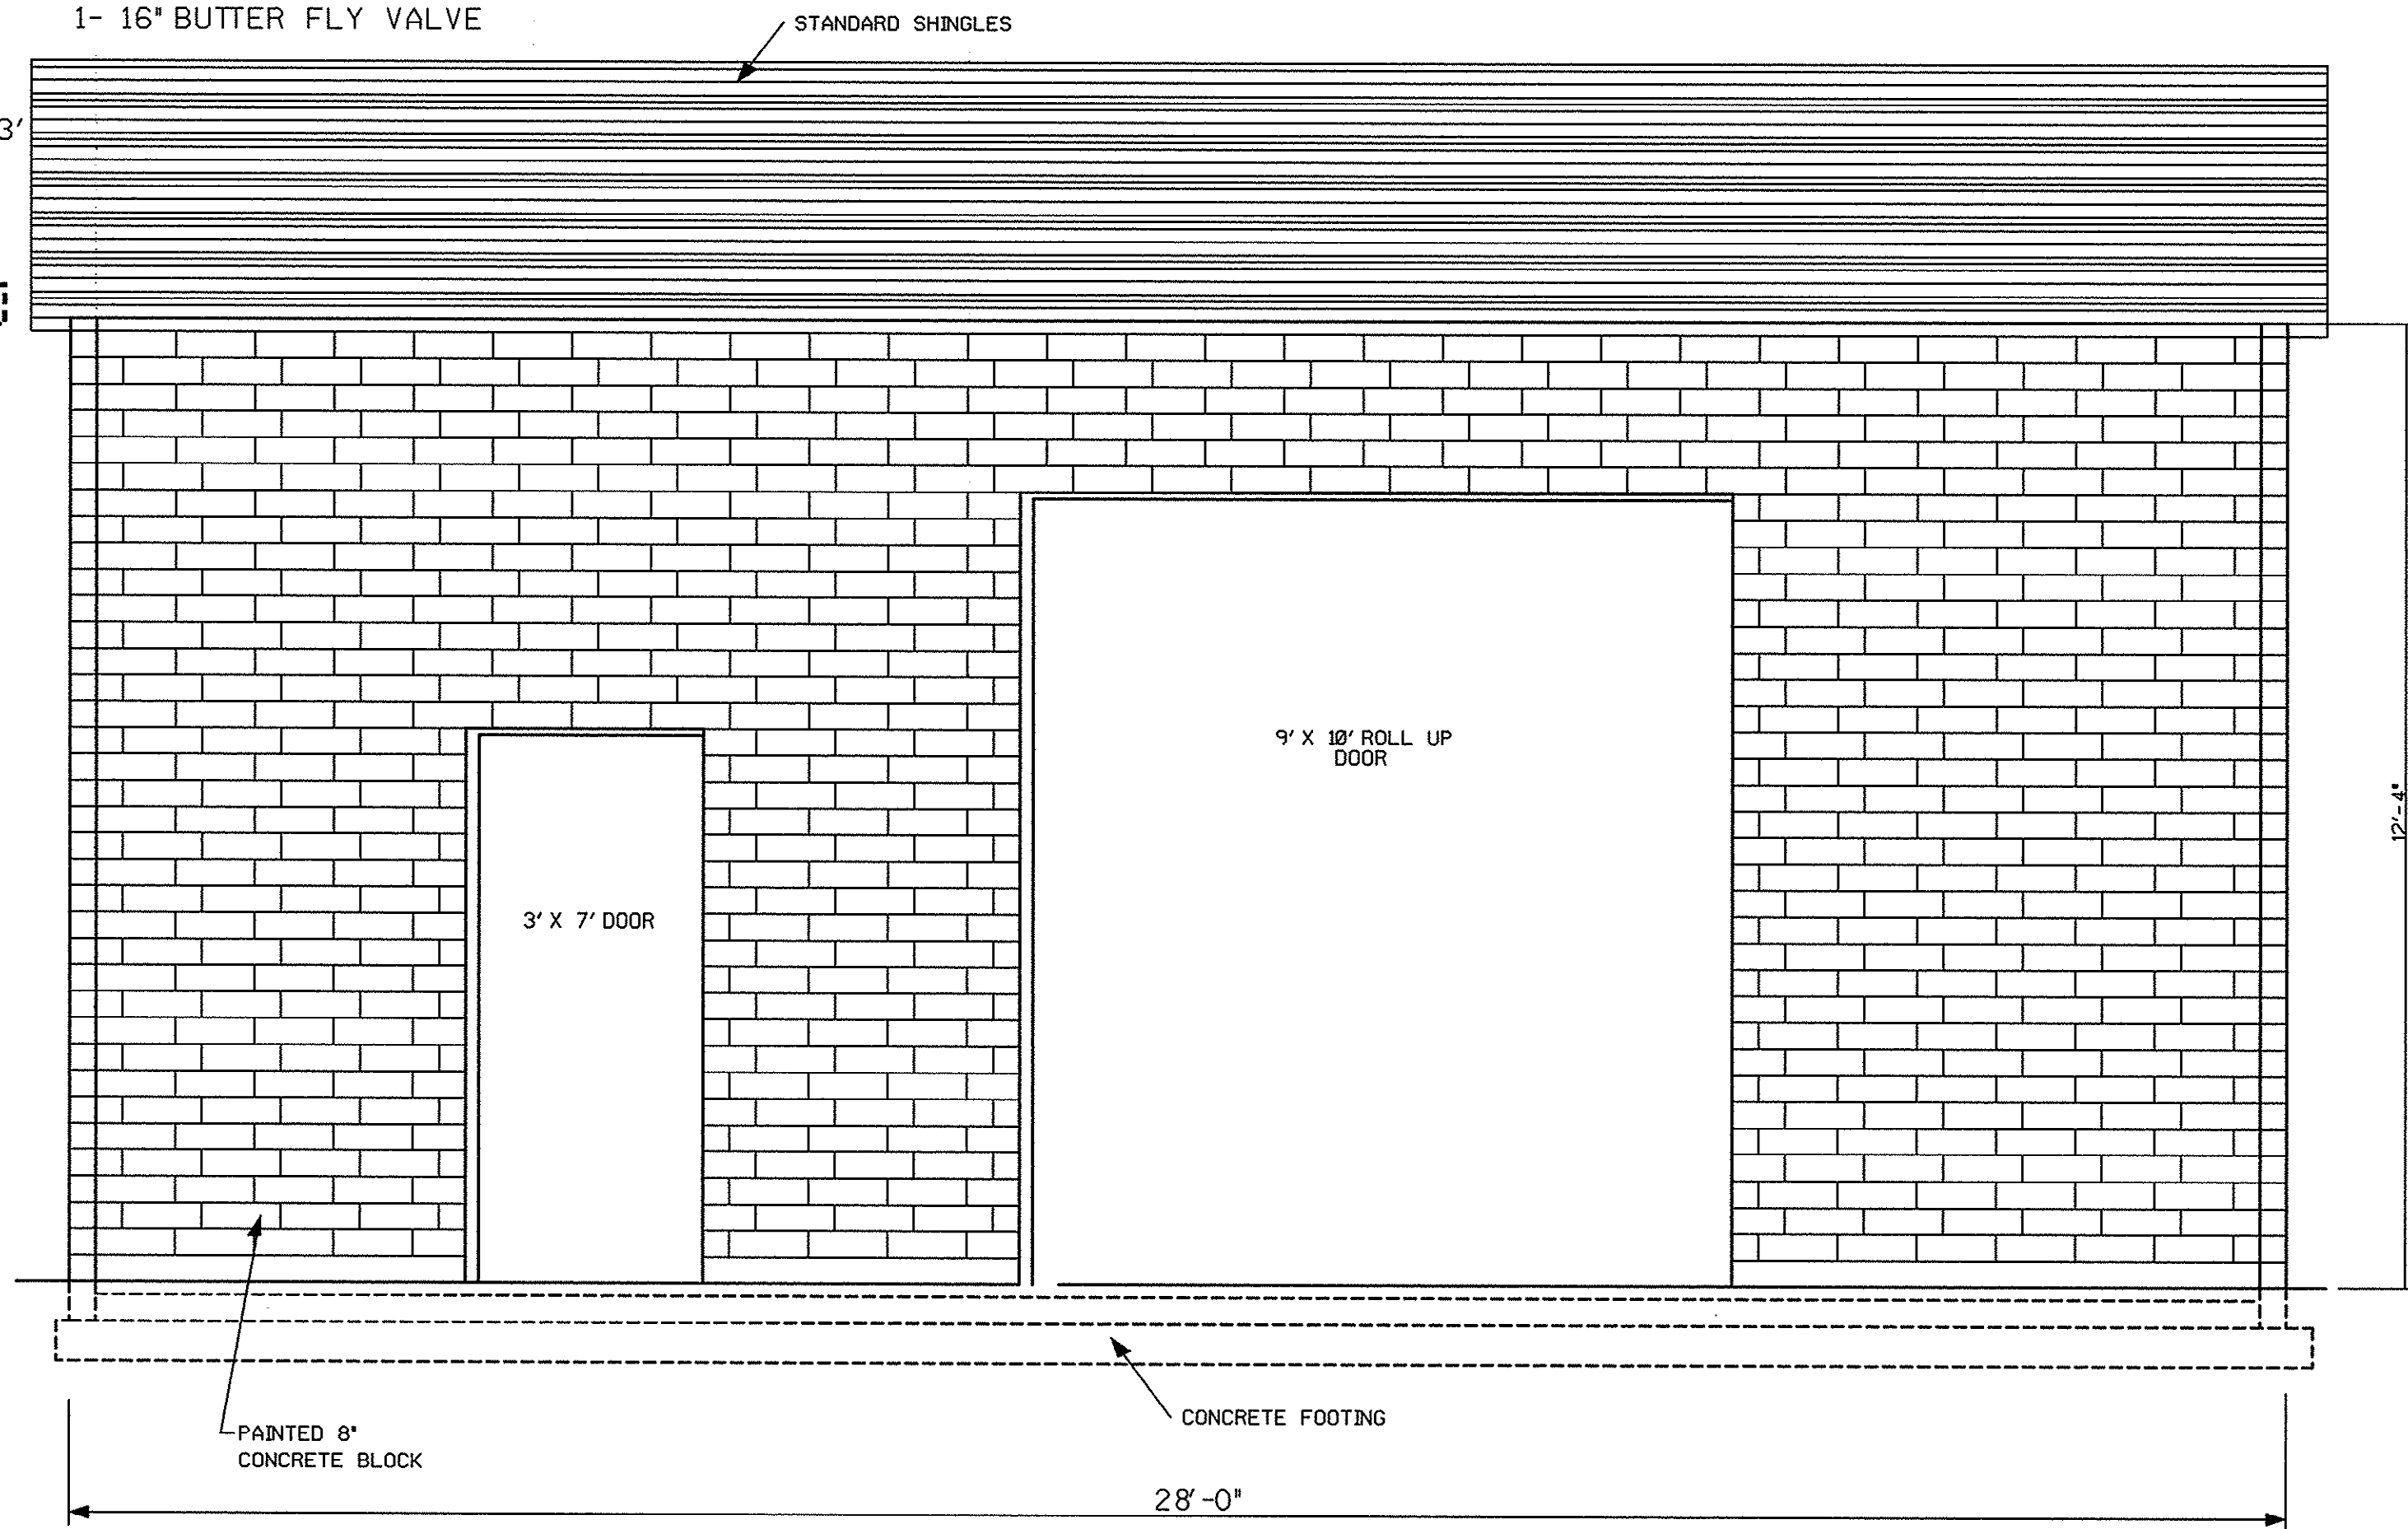 1- 16" BUTTER FLY VALVE
STANDARD SHINGLES
3'
9' X 10' ROLL UP
DOOR
3' X 7' DOOR
12'-4"
CONCRETE FOOTING
PAINTED 8"
CONCRETE BLOCK
28'-0"